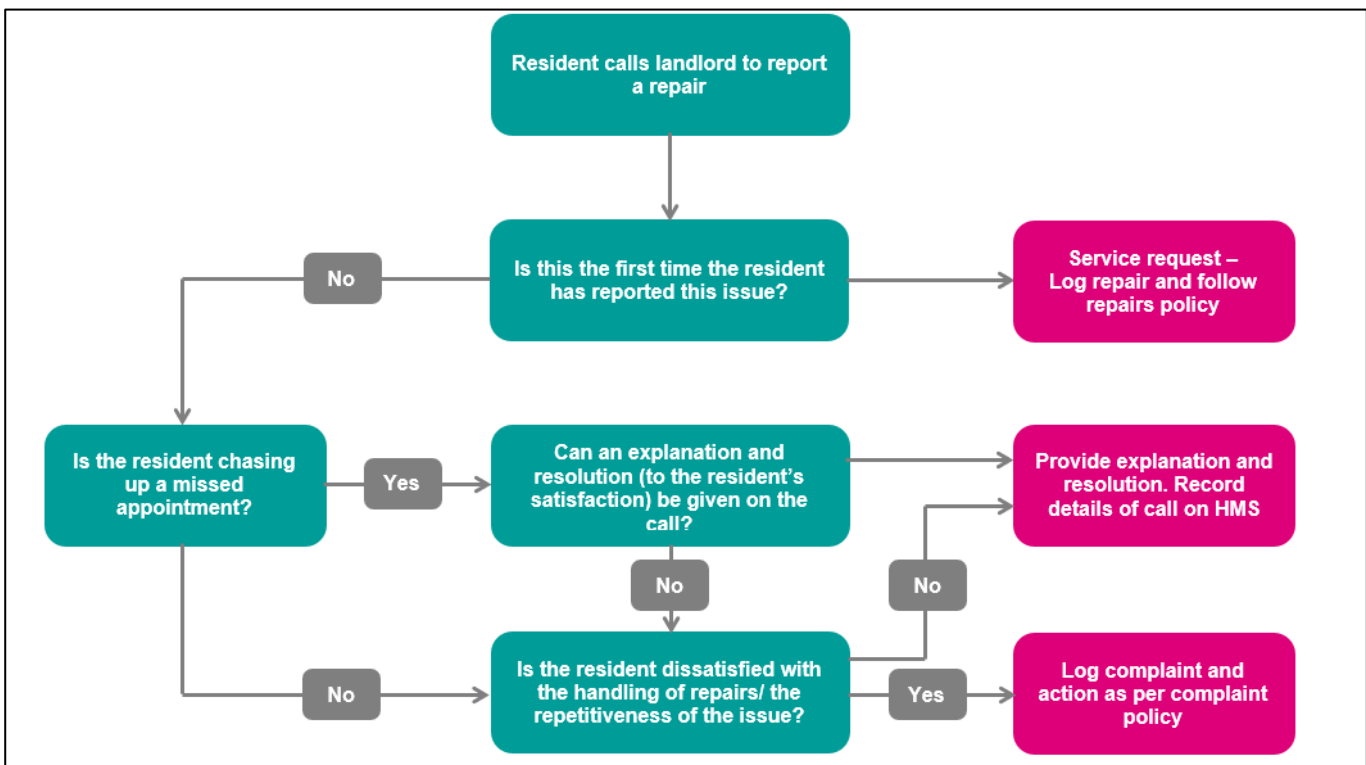 Resident calls landlord to report
a repair
Is this the first time the resident
has reported this issue?
No
Service request –
Log repair and follow
repairs policy
Is the resident chasing
up a missed
appointment?
Yes
Can an explanation and
resolution (to the resident's
satisfaction) be given on the
call?
Provide explanation and
resolution. Record
details of call on HMS
No
No
No
Is the resident dissatisfied with
the handling of repairs/ the
repetitiveness of the issue?
Yes
Log complaint and
action as per complaint
policy